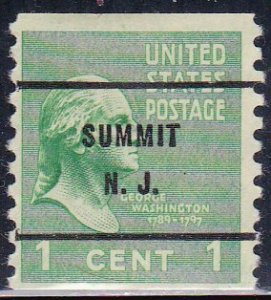 UNITED
STATES
POSTAGE
SUMMIT
N. J.
GEORGE
WASHINGTON
1789-1797
1 CENT 1